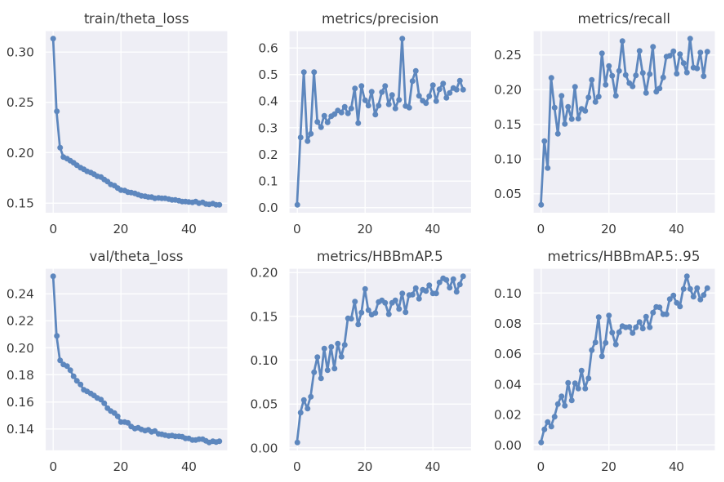 train/theta_loss
metrics/precision
metrics/recall
0.30
0.25
0.20
0.15
0 20 40
0.6
0.5
0.4
0.3
0.2
0.1
0.0
0 20 40
0.25
0.20
0.15
0.10
0.05
0 20 40
val/theta_loss
metrics/HBBmAP.5
metrics/HBBmAP.5:.95
0.24
0.22
0.20
0.18
0.16
0.14
0 20 40
0.20
0.15
0.10
0.05
0.00
0 20 40
0.10
0.08
0.06
0.04
0.02
0.00
0 20 40